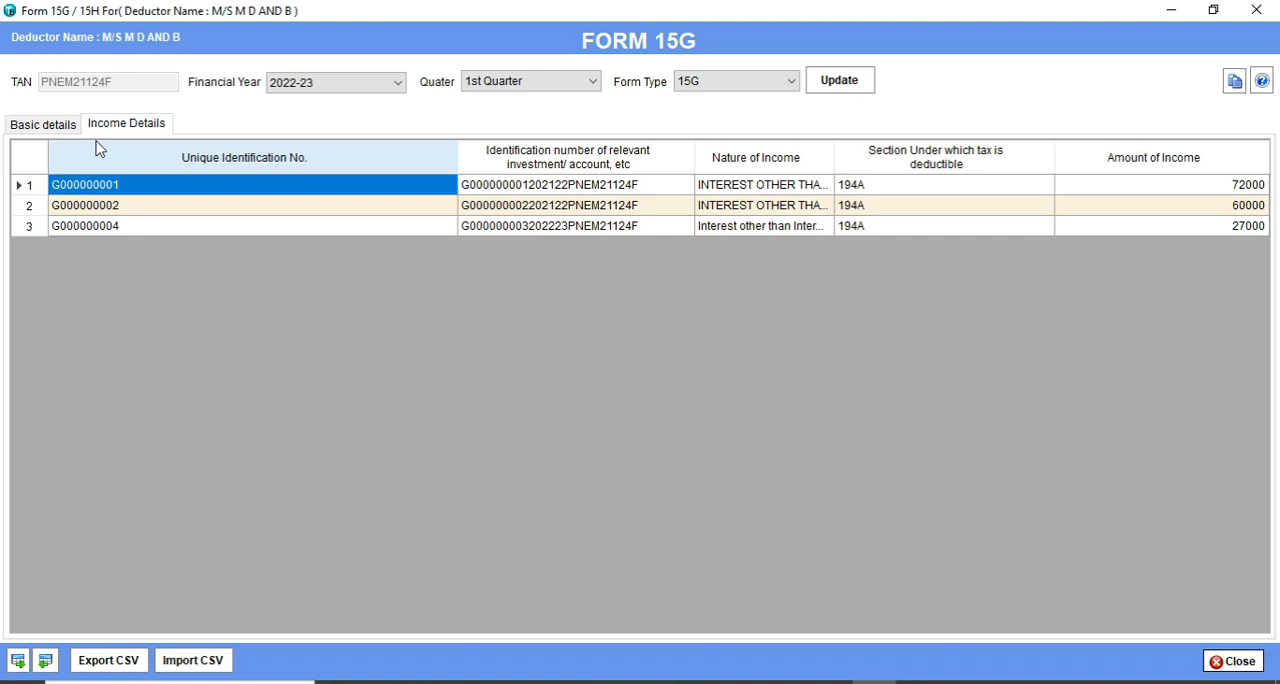 Form 15G / 15H For( Deductor Name : M/S M D AND B )
Deductor Name : M/S M D AND B
FORM 15G
TAN PNEM21124F Financial Year 2022-23 Quater 1st Quarter Form Type 15G Update
Basic details Income Details
Unique Identification No. Identification number of relevant investment/ account, etc Nature of Income Section Under which tax is deductible Amount of Income
1 G000000001 G000000001202122PNEM21124F INTEREST OTHER THA... 194A 72000
2 G000000002 G000000002202122PNEM21124F INTEREST OTHER THA... 194A 60000
3 G000000004 G000000003202223PNEM21124F Interest other than Inter... 194A 27000
Export CSV Import CSV Close